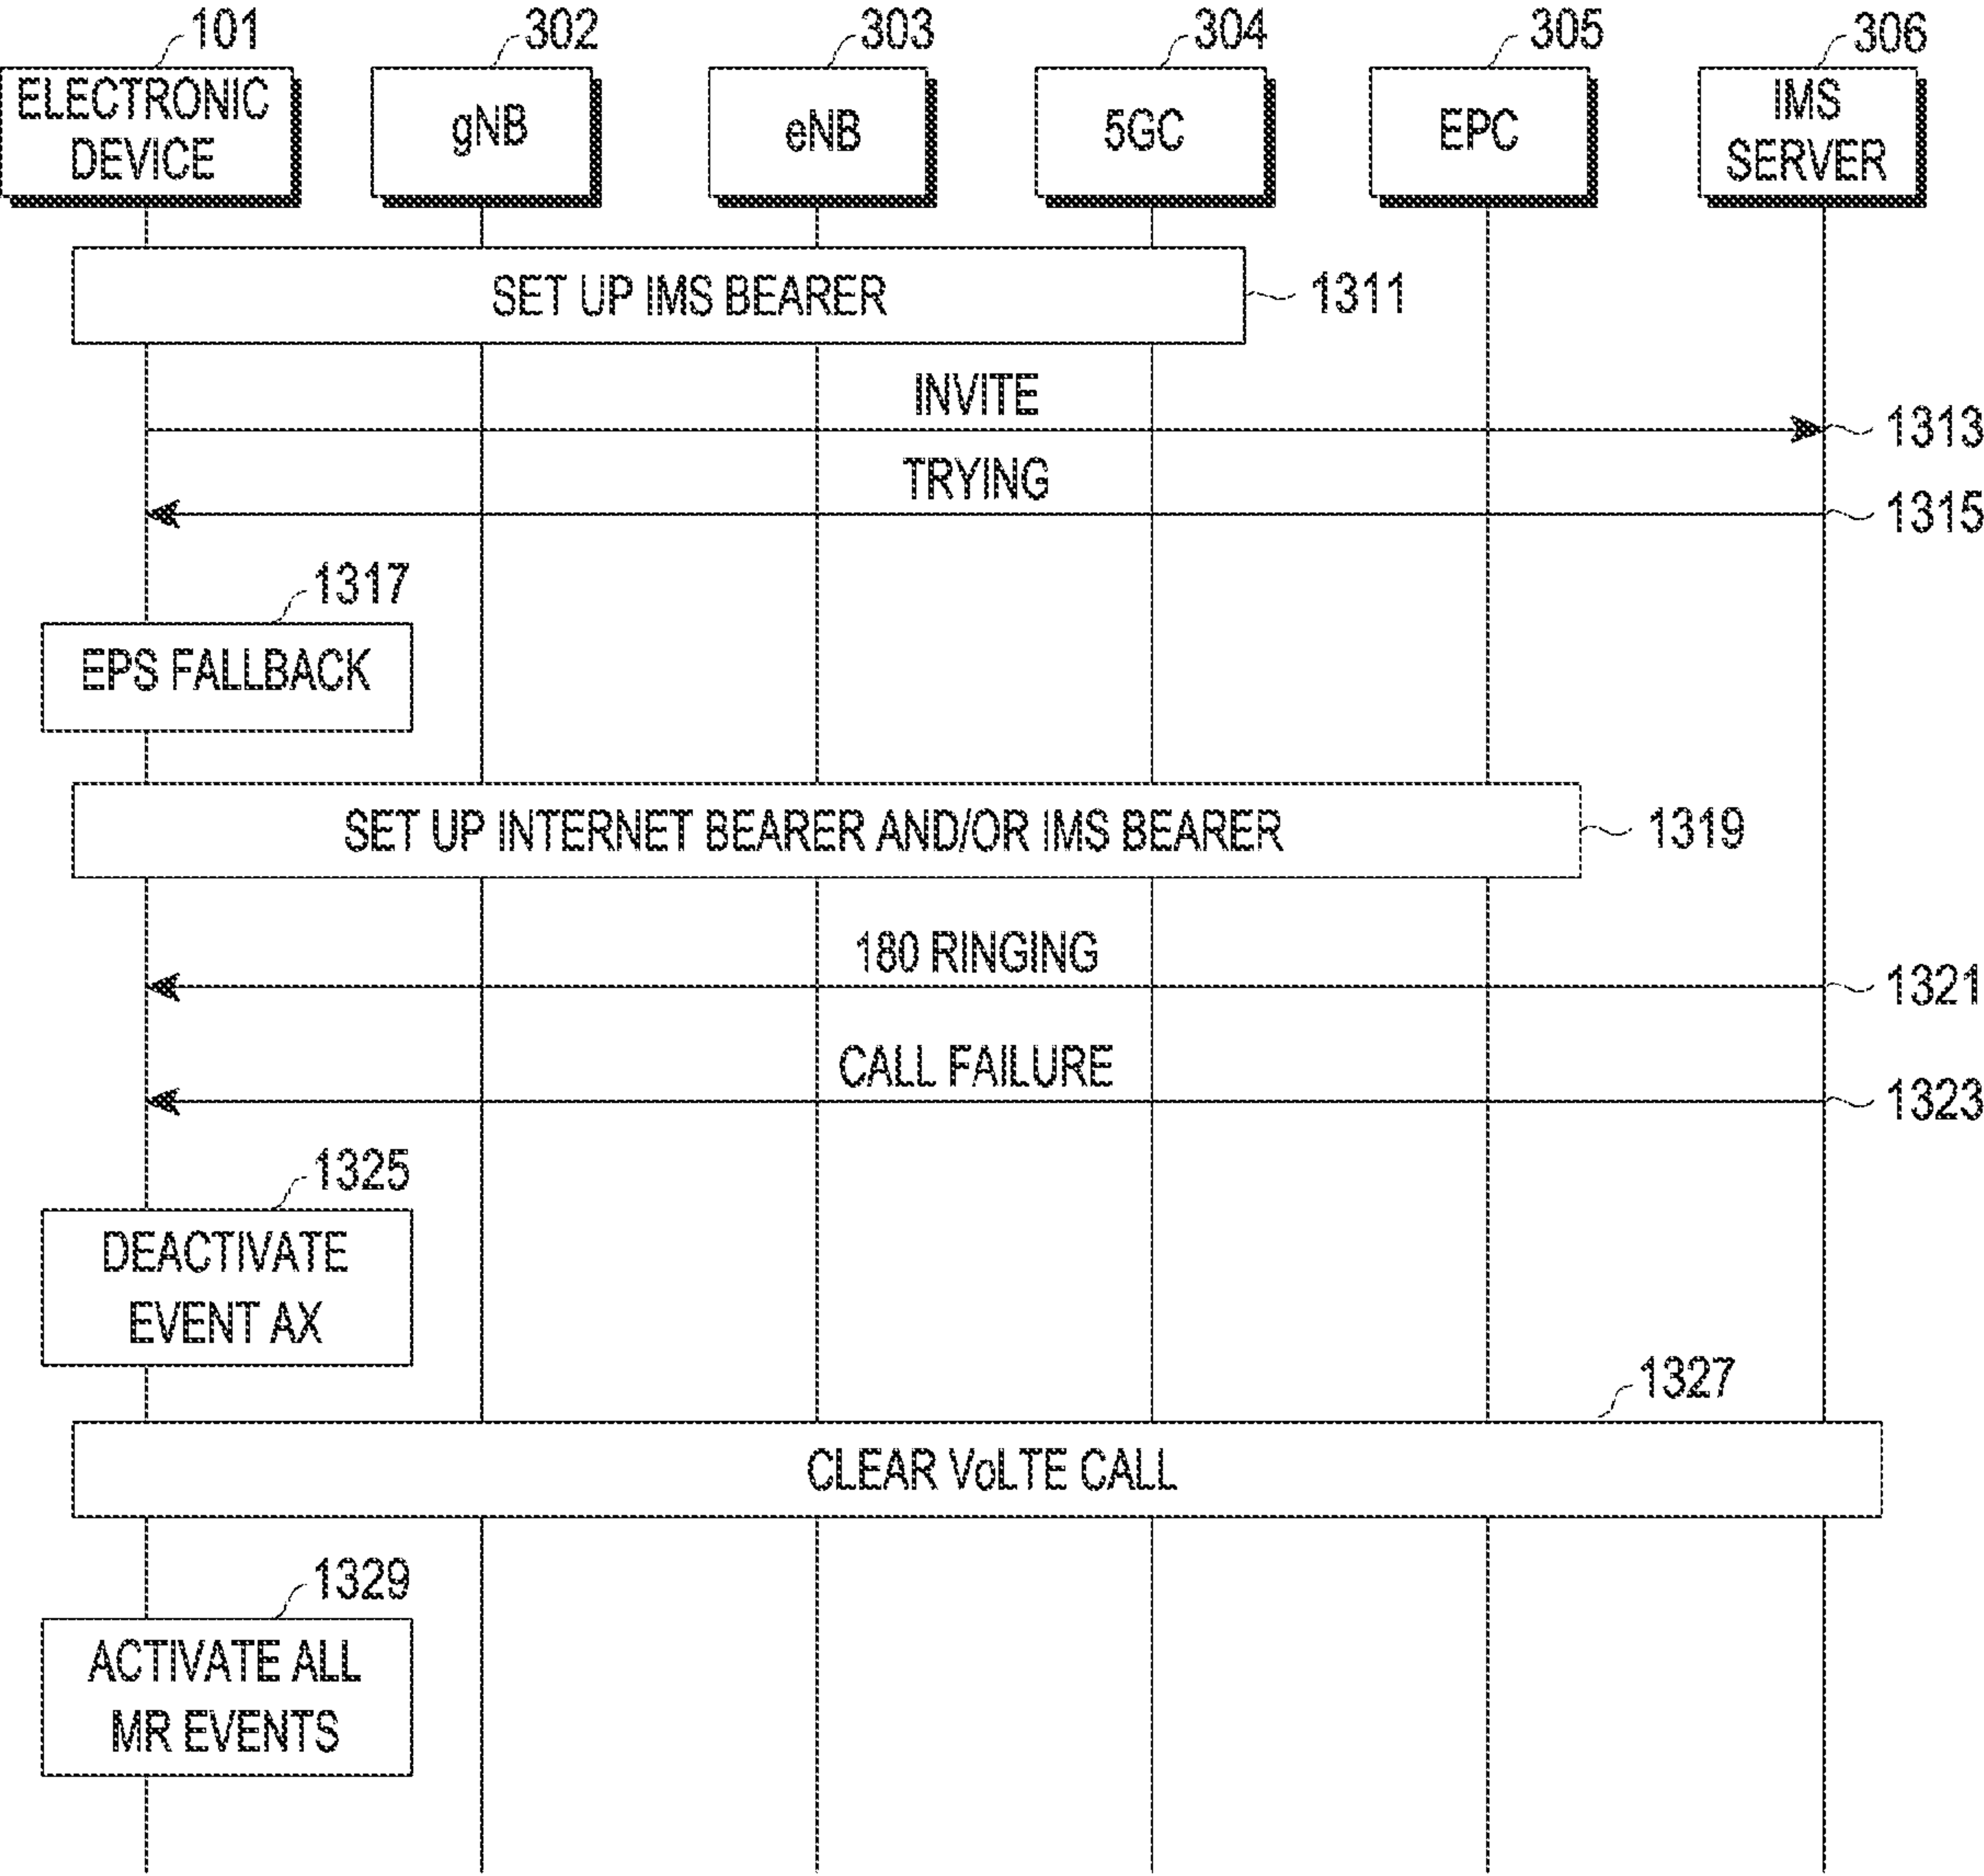 101
302
303
304
305
306
ELECTRONIC
DEVICE
gNB
eNB
5GC
EPC
IMS
SERVER
SET UP IMS BEARER
1311
INVITE
1313
TRYING
1315
1317
EPS FALLBACK
SET UP INTERNET BEARER AND/OR IMS BEARER
1319
180 RINGING
1321
CALL FAILURE
1323
1325
DEACTIVATE
EVENT AX
1327
CLEAR VoLTE CALL
1329
ACTIVATE ALL
MR EVENTS